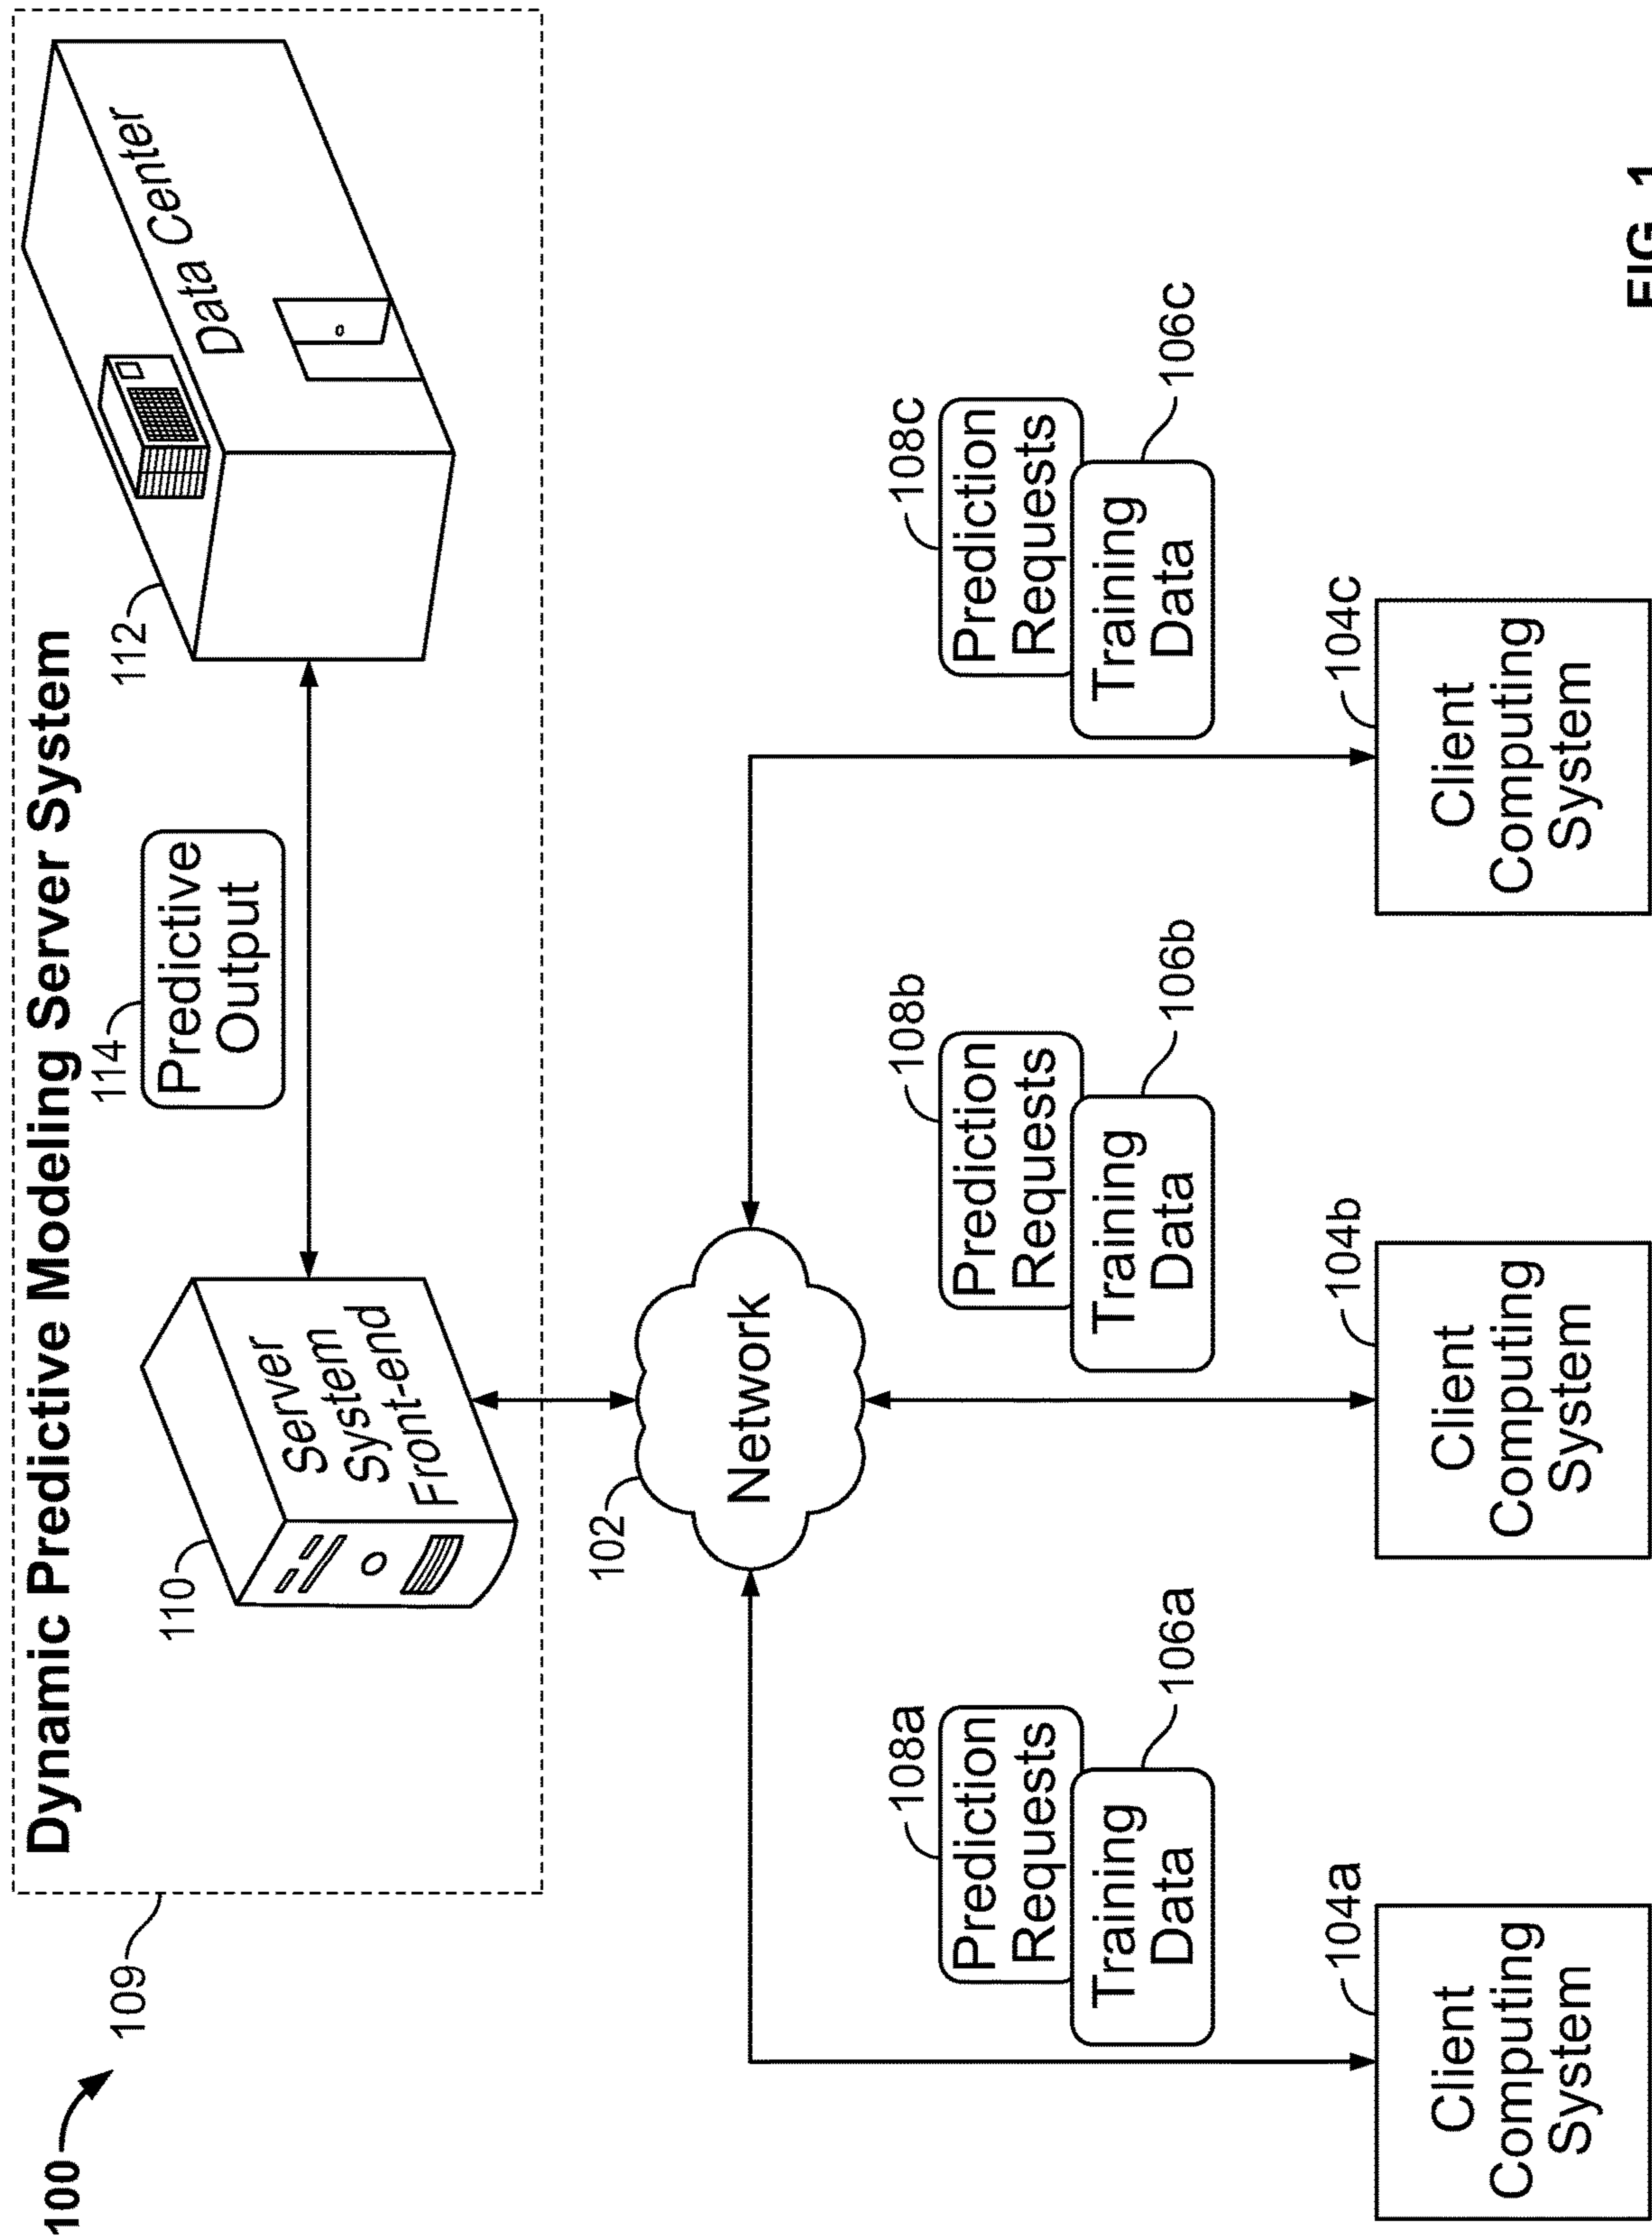 100
109
Dynamic Predictive Modeling Server System
110
Server
System
Front-end
114
Predictive
Output
112
Data Center
102
Network
108a
Prediction
Requests
106a
Training
Data
108b
Prediction
Requests
106b
Training
Data
108c
Prediction
Requests
106c
Training
Data
104a
Client
Computing
System
104b
Client
Computing
System
104c
Client
Computing
System
FIG. 1